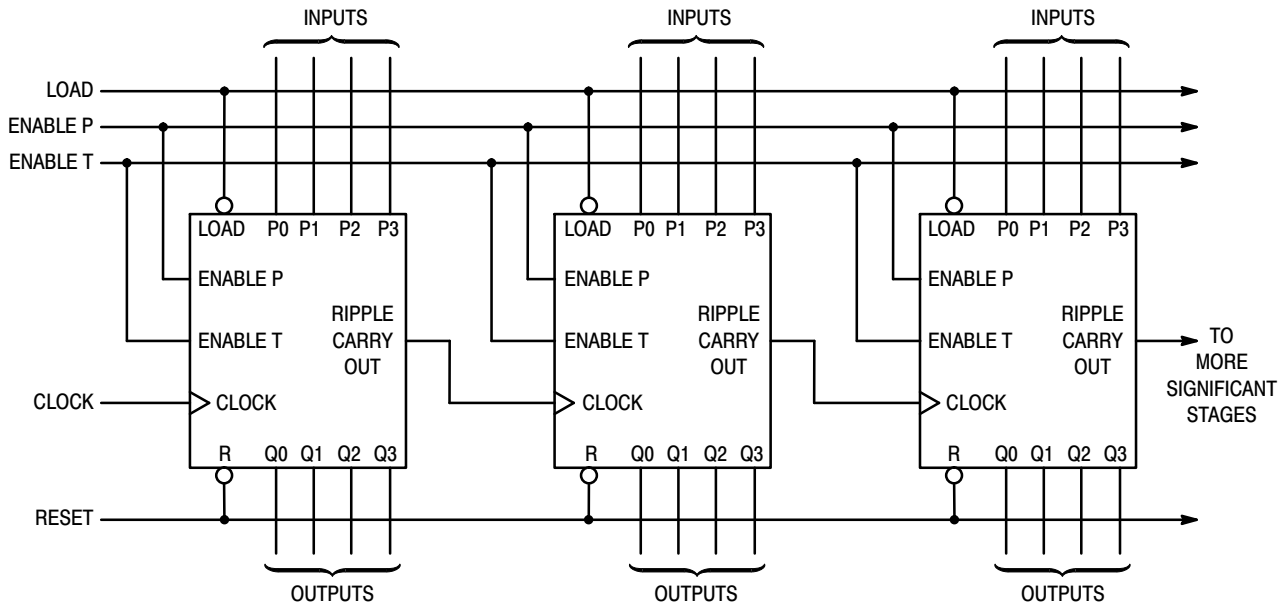 INPUTS INPUTS INPUTS
LOAD
ENABLE P
ENABLE T
LOAD P0 P1 P2 P3 LOAD P0 P1 P2 P3 LOAD P0 P1 P2 P3
ENABLE P ENABLE P ENABLE P
RIPPLE RIPPLE RIPPLE
ENABLE T CARRY ENABLE T CARRY ENABLE T CARRY TO
OUT OUT OUT MORE
SIGNIFICANT
CLOCK CLOCK CLOCK CLOCK STAGES
R Q0 Q1 Q2 Q3 R Q0 Q1 Q2 Q3 R Q0 Q1 Q2 Q3
RESET
OUTPUTS OUTPUTS OUTPUTS